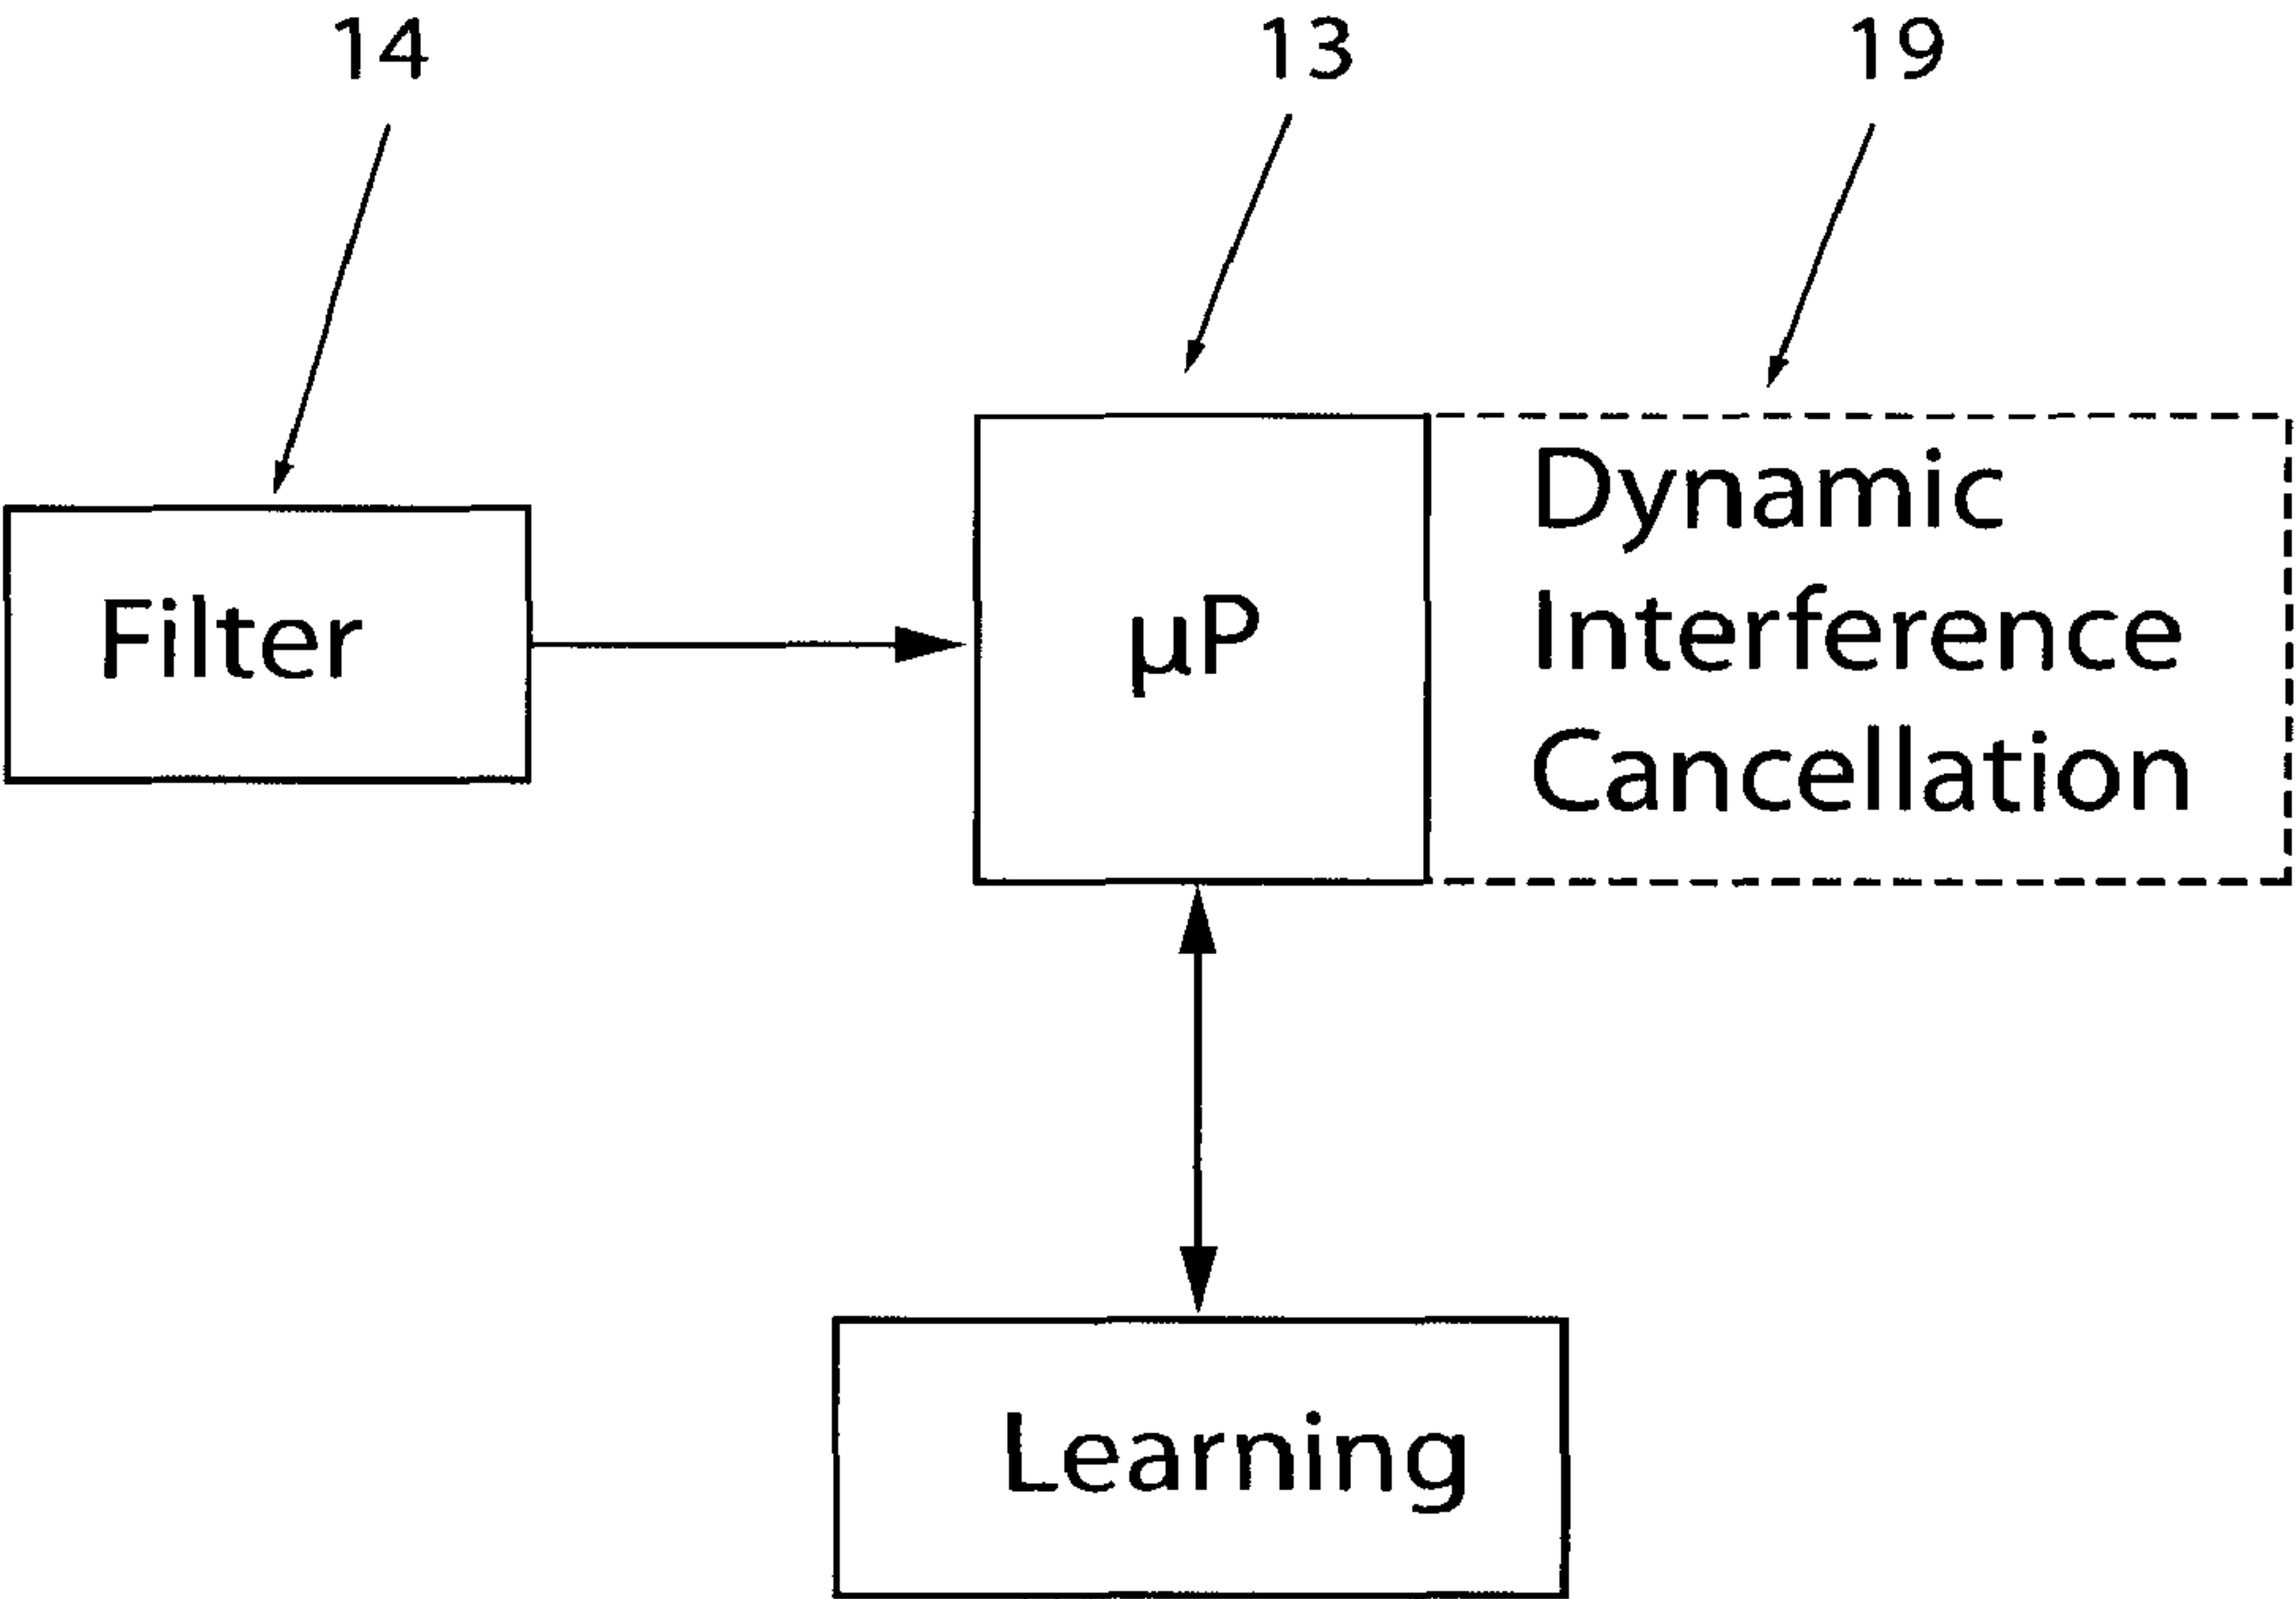 14
13
19
Filter
µP
Dynamic
Interference
Cancellation
Learning